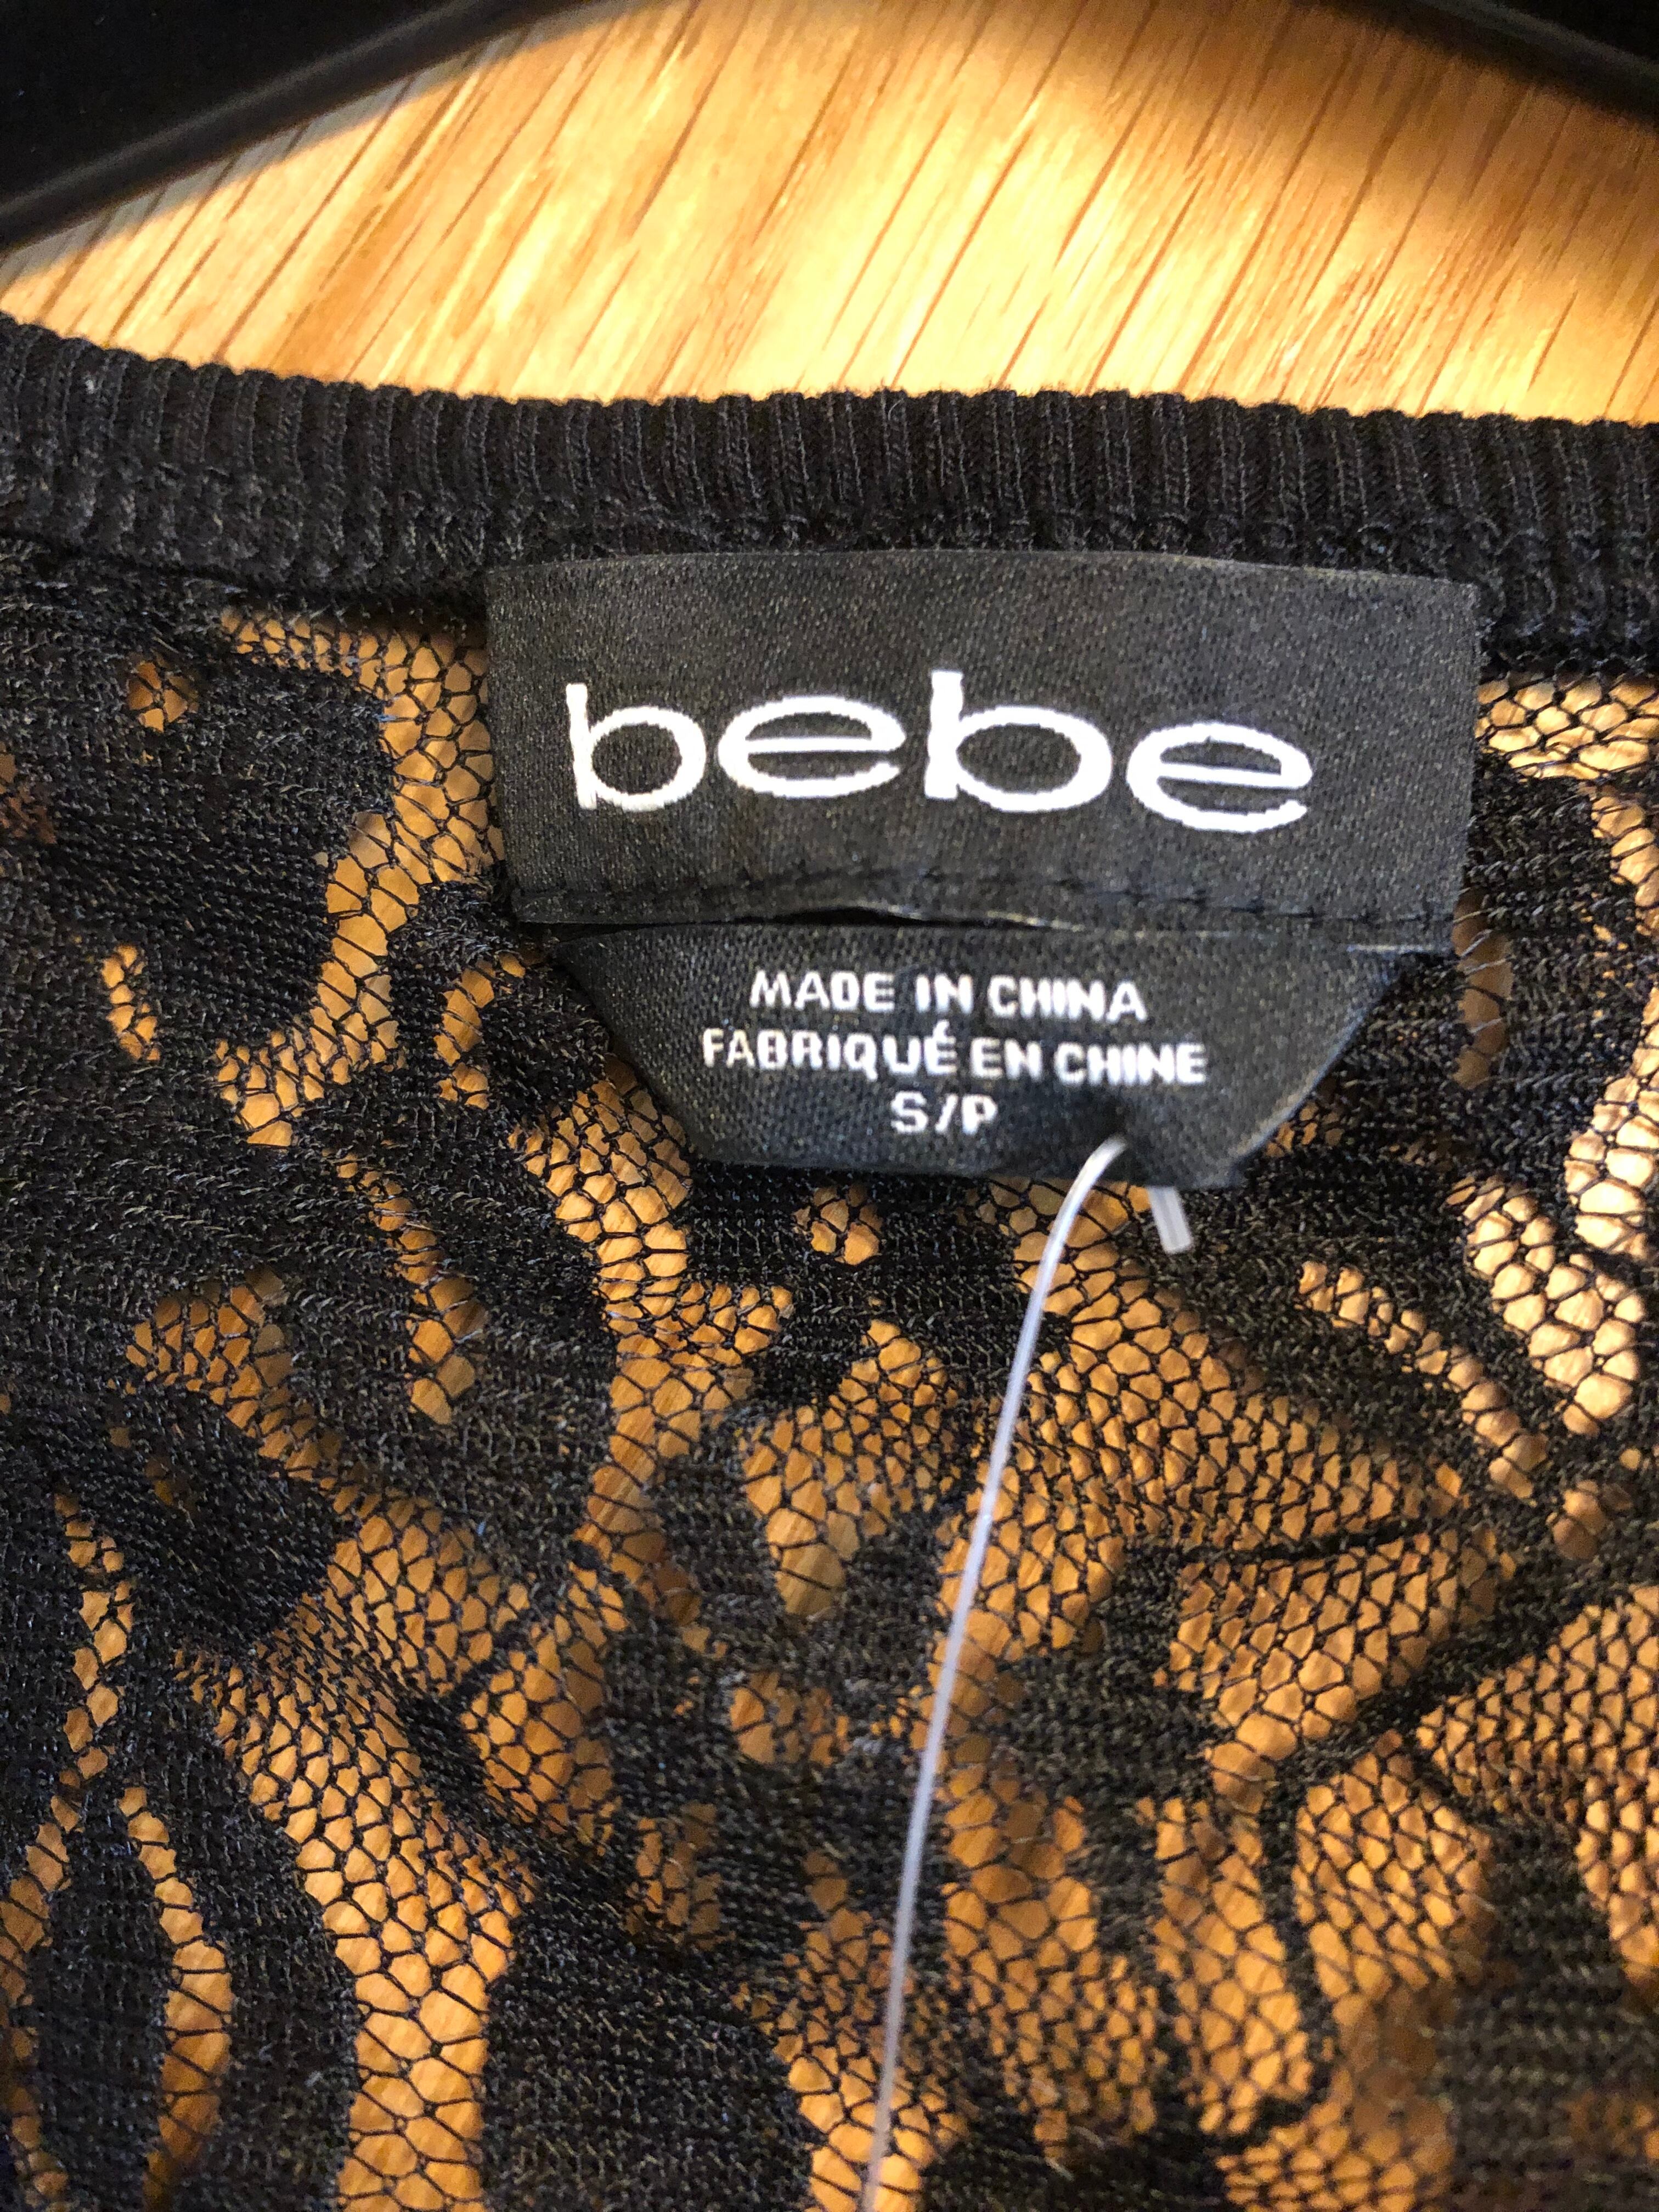 bebe
MADE IN CHINA
FABRIQUÉ EN CHINE
S/P